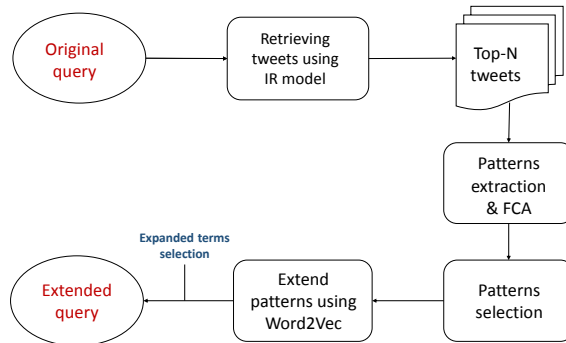 Original
query
Retrieving
tweets using
IR model
Top-N
tweets
Patterns
extraction
& FCA
Patterns
selection
Extend
patterns using
Word2Vec
Expanded terms
selection
Extended
query